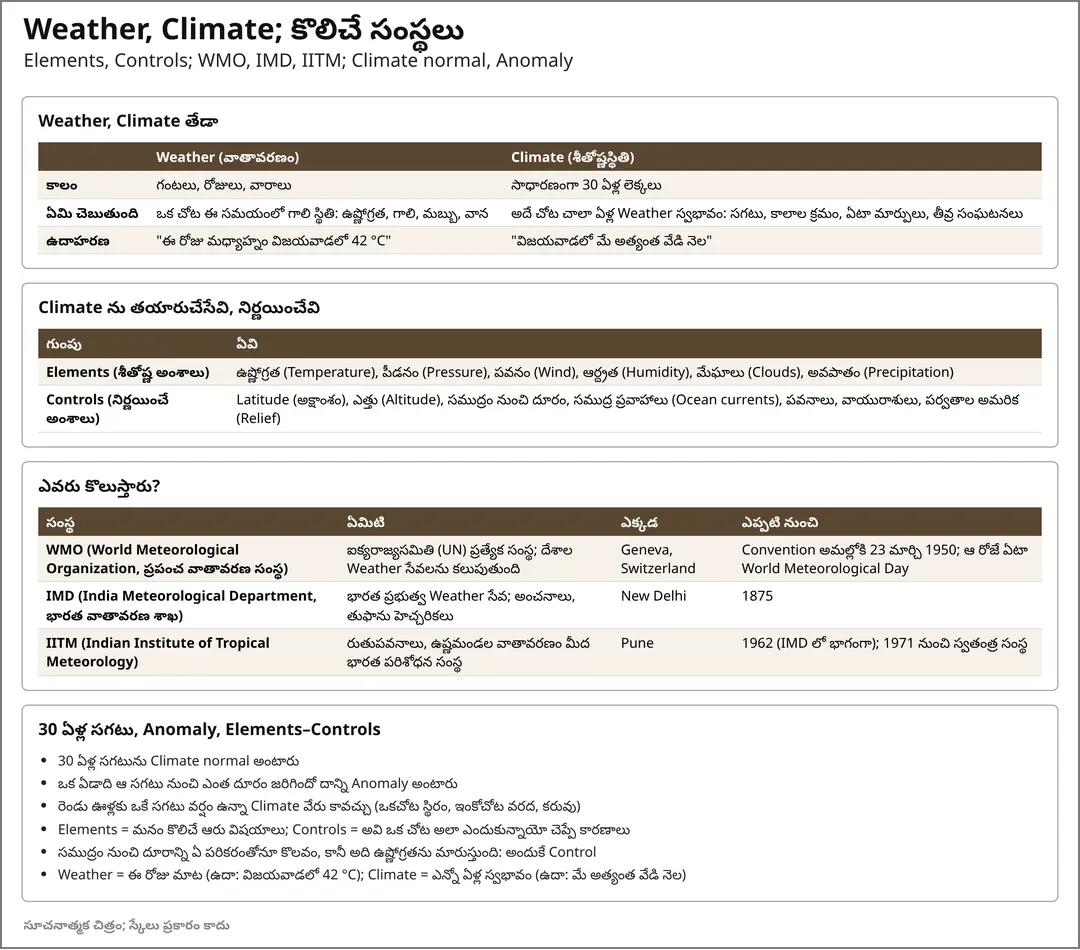 Weather, Climate; కొలిచే సంస్థలు
Elements, Controls; WMO, IMD, IITM; Climate normal, Anomaly
Weather, Climate తేడా
Weather (వాతావరణం) Climate (శీతోష్ణస్థితి)
కాలం గంటలు, రోజులు, వారాలు సాధారణంగా 30 ఏళ్ల లెక్కలు
ఏమి చెబుతుంది ఒక చోట ఈ సమయంలో గాలి స్థితి: ఉష్ణోగ్రత, గాలి, మబ్బు, వాన అదే చోట చాలా ఏళ్ల Weather స్వభావం: సగటు, కాలాల క్రమం, ఏటా మార్పులు, తీవ్ర సంఘటనలు
ఉదాహరణ "ఈ రోజు మధ్యాహ్నం విజయవాడలో 42 °C" "విజయవాడలో మే అత్యంత వేడి నెల"
Climate ను తయారుచేసేవి, నిర్ణయించేవి
గుంపు ఏవి
Elements (శీతోష్ణ అంశాలు) ఉష్ణోగ్రత (Temperature), పీడనం (Pressure), పవనం (Wind), ఆర్ద్రత (Humidity), మేఘాలు (Clouds), అవపాతం (Precipitation)
Controls (నిర్ణయించే Latitude (అక్షాంశం), ఎత్తు (Altitude), సముద్రం నుంచి దూరం, సముద్ర ప్రవాహాలు (Ocean currents), పవనాలు, వాయురాశులు, పర్వతాల అమరిక
అంశాలు) (Relief)
ఎవరు కొలుస్తారు?
సంస్థ ఏమిటి ఎక్కడ ఎప్పటి నుంచి
WMO (World Meteorological ఐక్యరాజ్యసమితి (UN) ప్రత్యేక సంస్థ; దేశాల Geneva, Convention అమల్లోకి 23 మార్చి 1950; ఆ రోజే ఏటా
Organization, ప్రపంచ వాతావరణ సంస్థ) Weather సేవలను కలుపుతుంది Switzerland World Meteorological Day
IMD (India Meteorological Department, భారత ప్రభుత్వ Weather సేవ; అంచనాలు, New Delhi 1875
భారత వాతావరణ శాఖ) తుఫాను హెచ్చరికలు
IITM (Indian Institute of Tropical రుతుపవనాలు, ఉష్ణమండల వాతావరణం మీద Pune 1962 (IMD లో భాగంగా); 1971 నుంచి స్వతంత్ర సంస్థ
Meteorology) భారత పరిశోధన సంస్థ
30 ఏళ్ల సగటు, Anomaly, Elements–Controls
• 30 ఏళ్ల సగటును Climate normal అంటారు
• ఒక ఏడాది ఆ సగటు నుంచి ఎంత దూరం జరిగిందో దాన్ని Anomaly అంటారు
• రెండు ఊళ్లకు ఒకే సగటు వర్షం ఉన్నా Climate వేరు కావచ్చు (ఒకచోట స్థిరం, ఇంకోచోట వరద, కరువు)
• Elements = మనం కొలిచే ఆరు విషయాలు; Controls = అవి ఒక చోట అలా ఎందుకున్నాయో చెప్పే కారణాలు
• సముద్రం నుంచి దూరాన్ని ఏ పరికరంతోనూ కొలవం, కానీ అది ఉష్ణోగ్రతను మారుస్తుంది: అందుకే Control
• Weather = ఈ రోజు మాట (ఉదా: విజయవాడలో 42 °C); Climate = ఎన్నో ఏళ్ల స్వభావం (ఉదా: మే అత్యంత వేడి నెల)
సూచనాత్మక చిత్రం; స్కేలు ప్రకారం కాదు